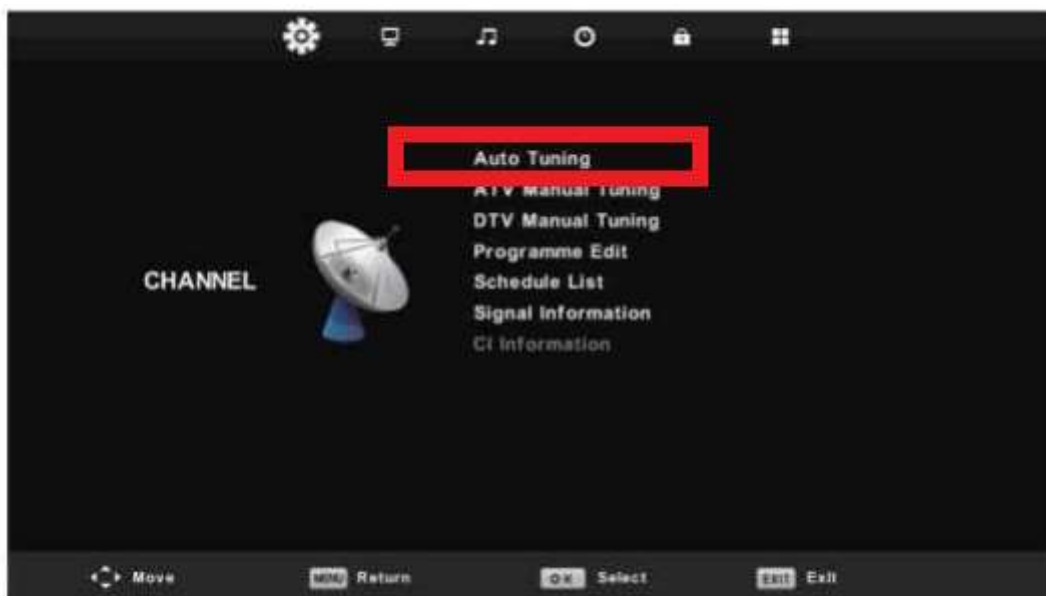 Auto Tuning
ATV Manual Tuning
DTV Manual Tuning
Programme Edit
CHANNEL
Schedule List
Signal Information
CI Information
Move MENU Return OK Select EXIT Exit